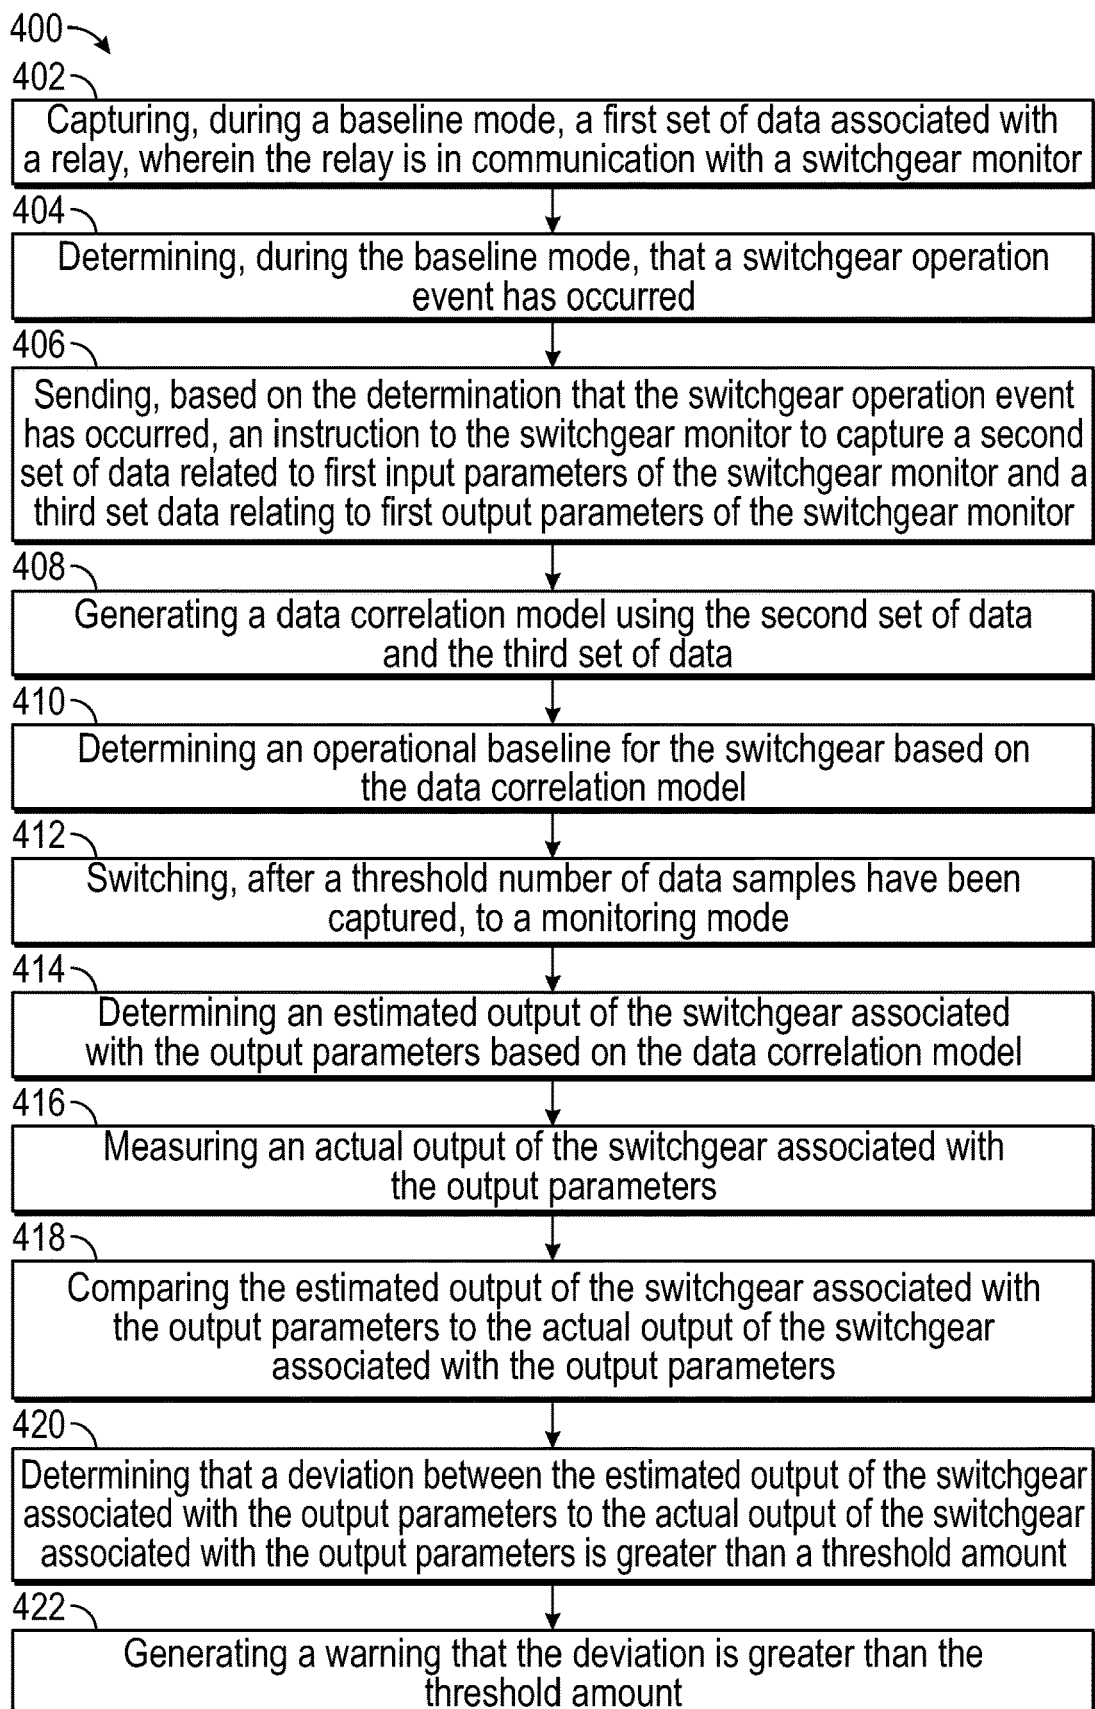 400
402
Capturing, during a baseline mode, a first set of data associated with
a relay, wherein the relay is in communication with a switchgear monitor
404
Determining, during the baseline mode, that a switchgear operation
event has occurred
406
Sending, based on the determination that the switchgear operation event
has occurred, an instruction to the switchgear monitor to capture a second
set of data related to first input parameters of the switchgear monitor and a
third set data relating to first output parameters of the switchgear monitor
408
Generating a data correlation model using the second set of data
and the third set of data
410
Determining an operational baseline for the switchgear based on
the data correlation model
412
Switching, after a threshold number of data samples have been
captured, to a monitoring mode
414
Determining an estimated output of the switchgear associated
with the output parameters based on the data correlation model
416
Measuring an actual output of the switchgear associated with
the output parameters
418
Comparing the estimated output of the switchgear associated with
the output parameters to the actual output of the switchgear
associated with the output parameters
420
Determining that a deviation between the estimated output of the switchgear
associated with the output parameters to the actual output of the switchgear
associated with the output parameters is greater than a threshold amount
422
Generating a warning that the deviation is greater than the
threshold amount